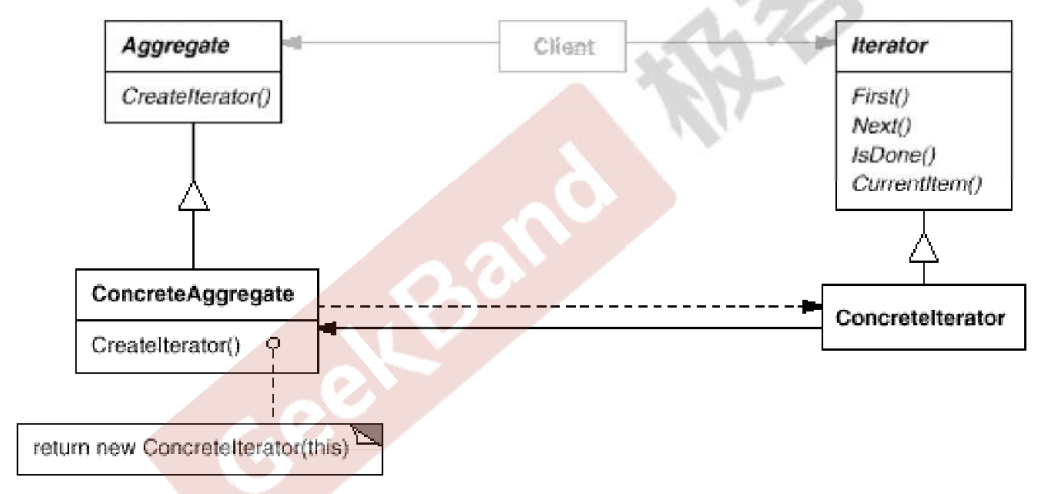 Aggregate
CreateIterator()
Client
Iterator
First()
Next()
IsDone()
CurrentItem()
ConcreteAggregate
CreateIterator()
ConcreteIterator
return new ConcreteIterator(this)
GeekBand
极客